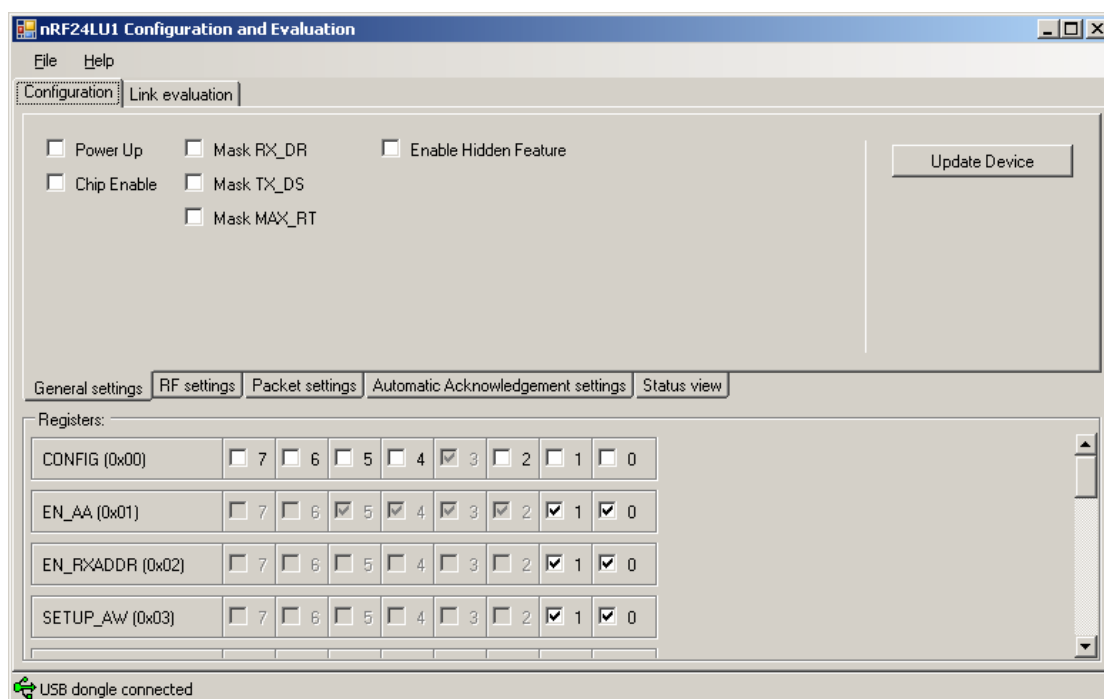 nRF24LU1 Configuration and Evaluation
File Help
Configuration Link evaluation
Power Up Mask RX_DR Enable Hidden Feature Update Device
Chip Enable Mask TX_DS
Mask MAX_RT
General settings RF settings Packet settings Automatic Acknowledgement settings Status view
Registers:
CONFIG (0x00) 7 6 5 4 3 2 1 0
EN_AA (0x01) 7 6 5 4 3 2 1 0
EN_RXADDR (0x02) 7 6 5 4 3 2 1 0
SETUP_AW (0x03) 7 6 5 4 3 2 1 0
USB dongle connected